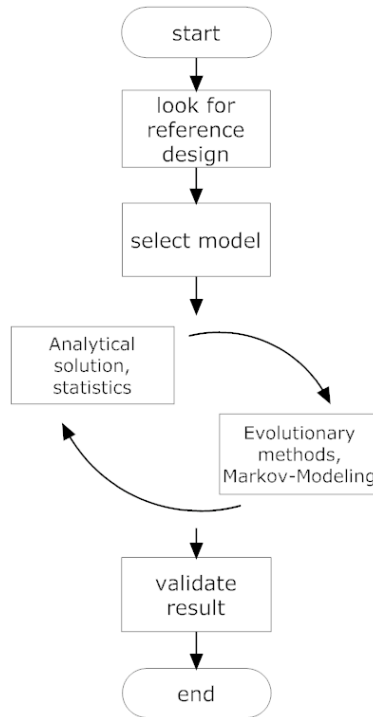 start
look for
reference
design
select model
Analytical
solution,
statistics
Evolutionary
methods,
Markov-Modeling
validate
result
end